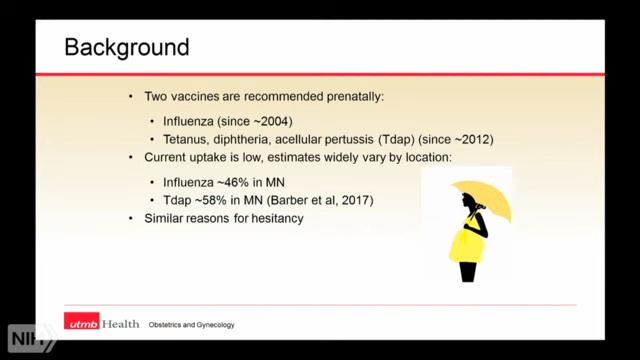 Background
• Two vaccines are recommended prenatally:
Influenza (since ~2004)
Tetanus, diphtheria, acellular pertussis (Tdap) (since ~2012)
• Current uptake is low, estimates widely vary by location:
Influenza ~46% in MN
Tdap ~58% in MN (Barber et al, 2017)
• Similar reasons for hesitancy
utmb Health Obstetrics and Gynecology
NIH